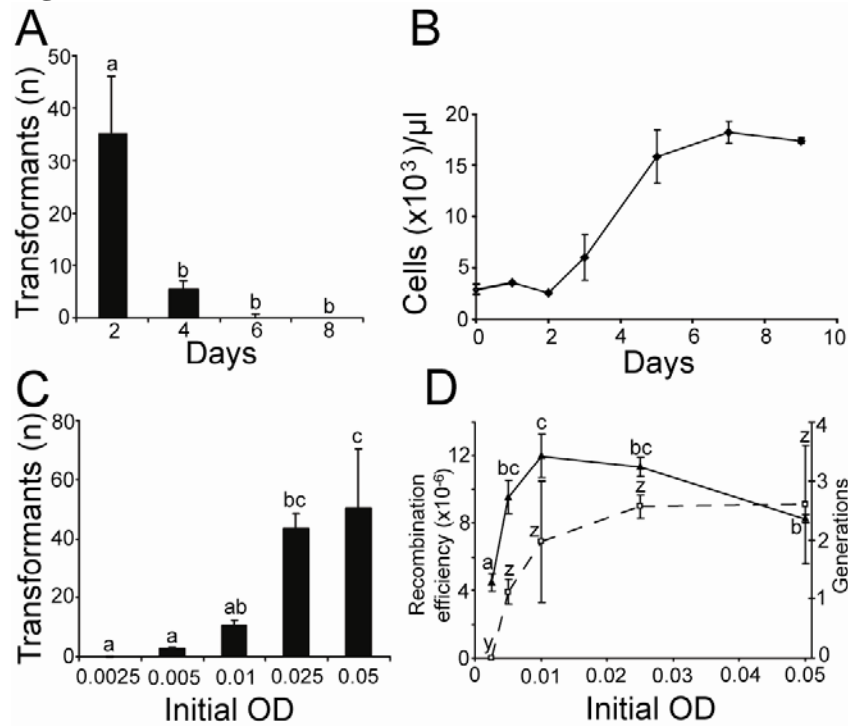 A
Transformants (n)
50
40
30
20
10
0
a
b
b
b
2
4
6
8
Days
B
Cells (x10³)/µl
20
15
10
5
0
0
2
4
6
8
10
Days
C
Transformants (n)
80
60
40
20
0
a
a
ab
bc
c
0.0025 0.005 0.01 0.025 0.05
Initial OD
D
Recombination
efficiency (x10⁻⁶)
12
8
4
0
a
bc
c
bc
b
y
z
z
z
z
4
3
2
1
0
Generations
0
0.01
0.02
0.03
0.04
0.05
Initial OD